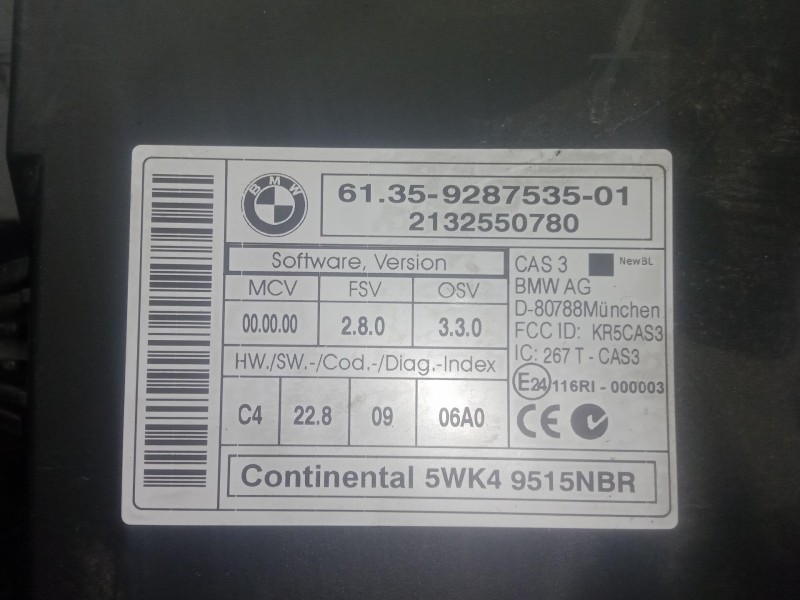 BMW
61.35-9287535-01
2132550780
Software, Version
MCV FSV OSV
00.00.00 2.8.0 3.3.0
HW./SW.-/Cod.-/Diag.-Index
C4 22.8 09 06A0
CAS 3 NewBL
BMW AG
D-80788München
FCC ID: KR5CAS3
IC: 267 T - CAS3
E24 116RI - 000003
CE
Continental 5WK4 9515NBR